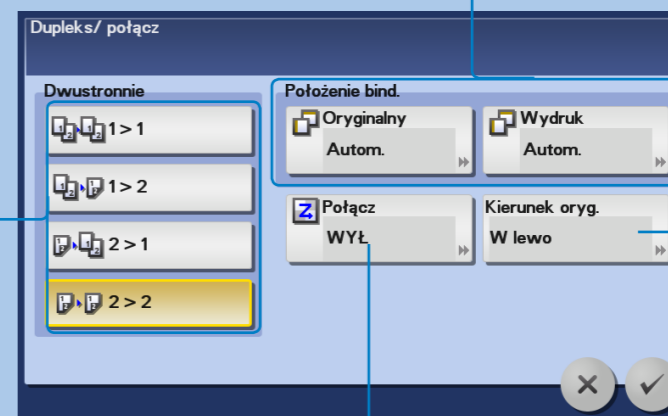 Dupleks/ połącz
Dwustronnie
1 > 1
1 > 2
2 > 1
2 > 2
Położenie bind.
Oryginalny
Autom.
Wydruk
Autom.
Połącz
WYŁ
Kierunek oryg.
W lewo